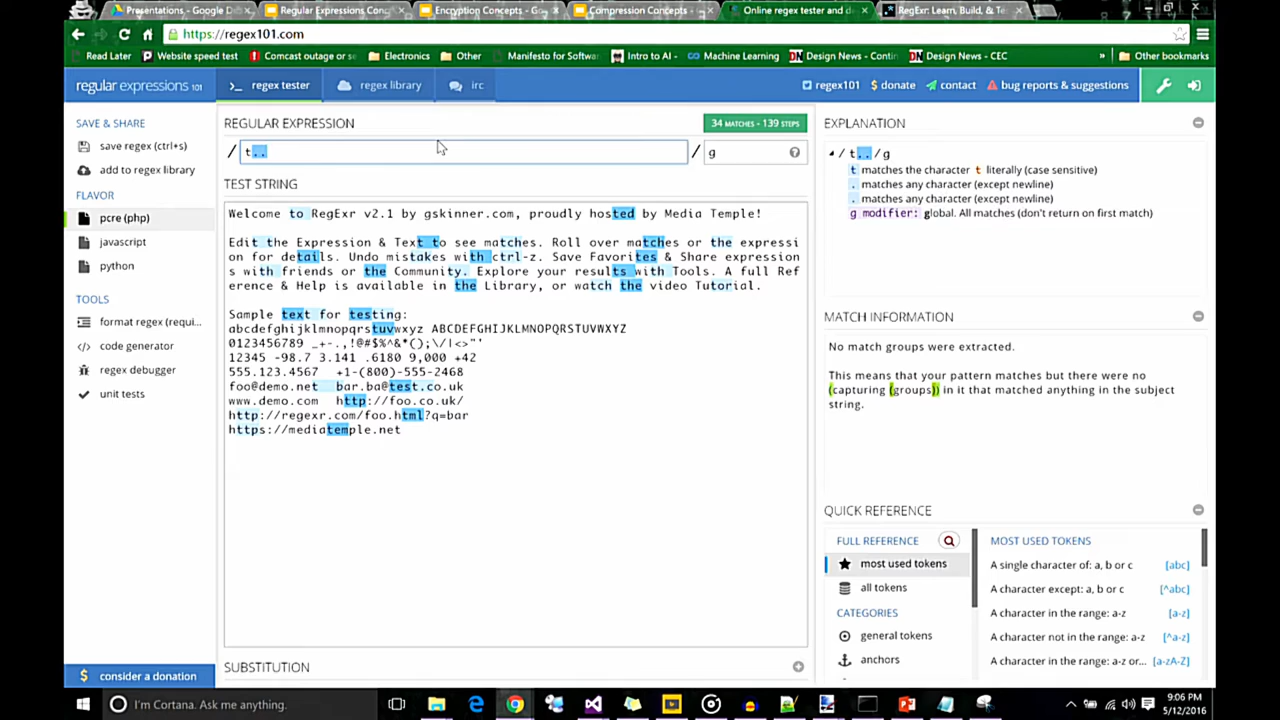 Presentations. - Google D
Regular Expressions Conc
Encryption Concepts - Go
Compression Concepts -
Online regex tester and d
RegExr: Learn, Build, & Te
https://regex101.com
Read Later
Website speed test
Comcast outage or s
Electronics
Other
Manifesto for Softwa
Intro to AI -
Machine Learning
Design News - Contin
Design News - CEC
»
Other bookmarks
regular expressions 101
>_ regex tester
regex library
irc
regex101
$ donate
contact
bug reports & suggestions
SAVE & SHARE
save regex (ctrl+s)
add to regex library
FLAVOR
pcre (php)
javascript
python
TOOLS
format regex (requi...
code generator
regex debugger
unit tests
$ consider a donation
REGULAR EXPRESSION
34 MATCHES - 139 STEPS
/ t.. / g
TEST STRING
Welcome to RegExr v2.1 by gskinner.com, proudly hosted by Media Temple!
Edit the Expression & Text to see matches. Roll over matches or the expressi
on for details. Undo mistakes with ctrl-z. Save Favorites & Share expression
s with friends or the Community. Explore your results with Tools. A full Ref
erence & Help is available in the Library, or watch the video Tutorial.
Sample text for testing:
abcdefghijklmnopqrstuvwxyz ABCDEFGHIJKLMNOPQRSTUVWXYZ
0123456789 _+-.,!@#$%^&*();\/|<>"'
12345 -98.7 3.141 .6180 9,000 +42
555.123.4567 +1-(800)-555-2468
foo@demo.net bar.ba@test.co.uk
www.demo.com http://foo.co.uk/
http://regexr.com/foo.html?q=bar
https://mediatemple.net
SUBSTITUTION
EXPLANATION
/ t.. / g
t matches the character t literally (case sensitive)
. matches any character (except newline)
. matches any character (except newline)
g modifier: global. All matches (don't return on first match)
MATCH INFORMATION
No match groups were extracted.
This means that your pattern matches but there were no
(capturing (groups)) in it that matched anything in the subject
string.
QUICK REFERENCE
FULL REFERENCE
most used tokens
all tokens
CATEGORIES
general tokens
anchors
MOST USED TOKENS
A single character of: a, b or c [abc]
A character except: a, b or c [^abc]
A character in the range: a-z [a-z]
A character not in the range: a-z [^a-z]
A character in the range: a-z or... [a-zA-Z]
I'm Cortana. Ask me anything.
9:06 PM
5/12/2016